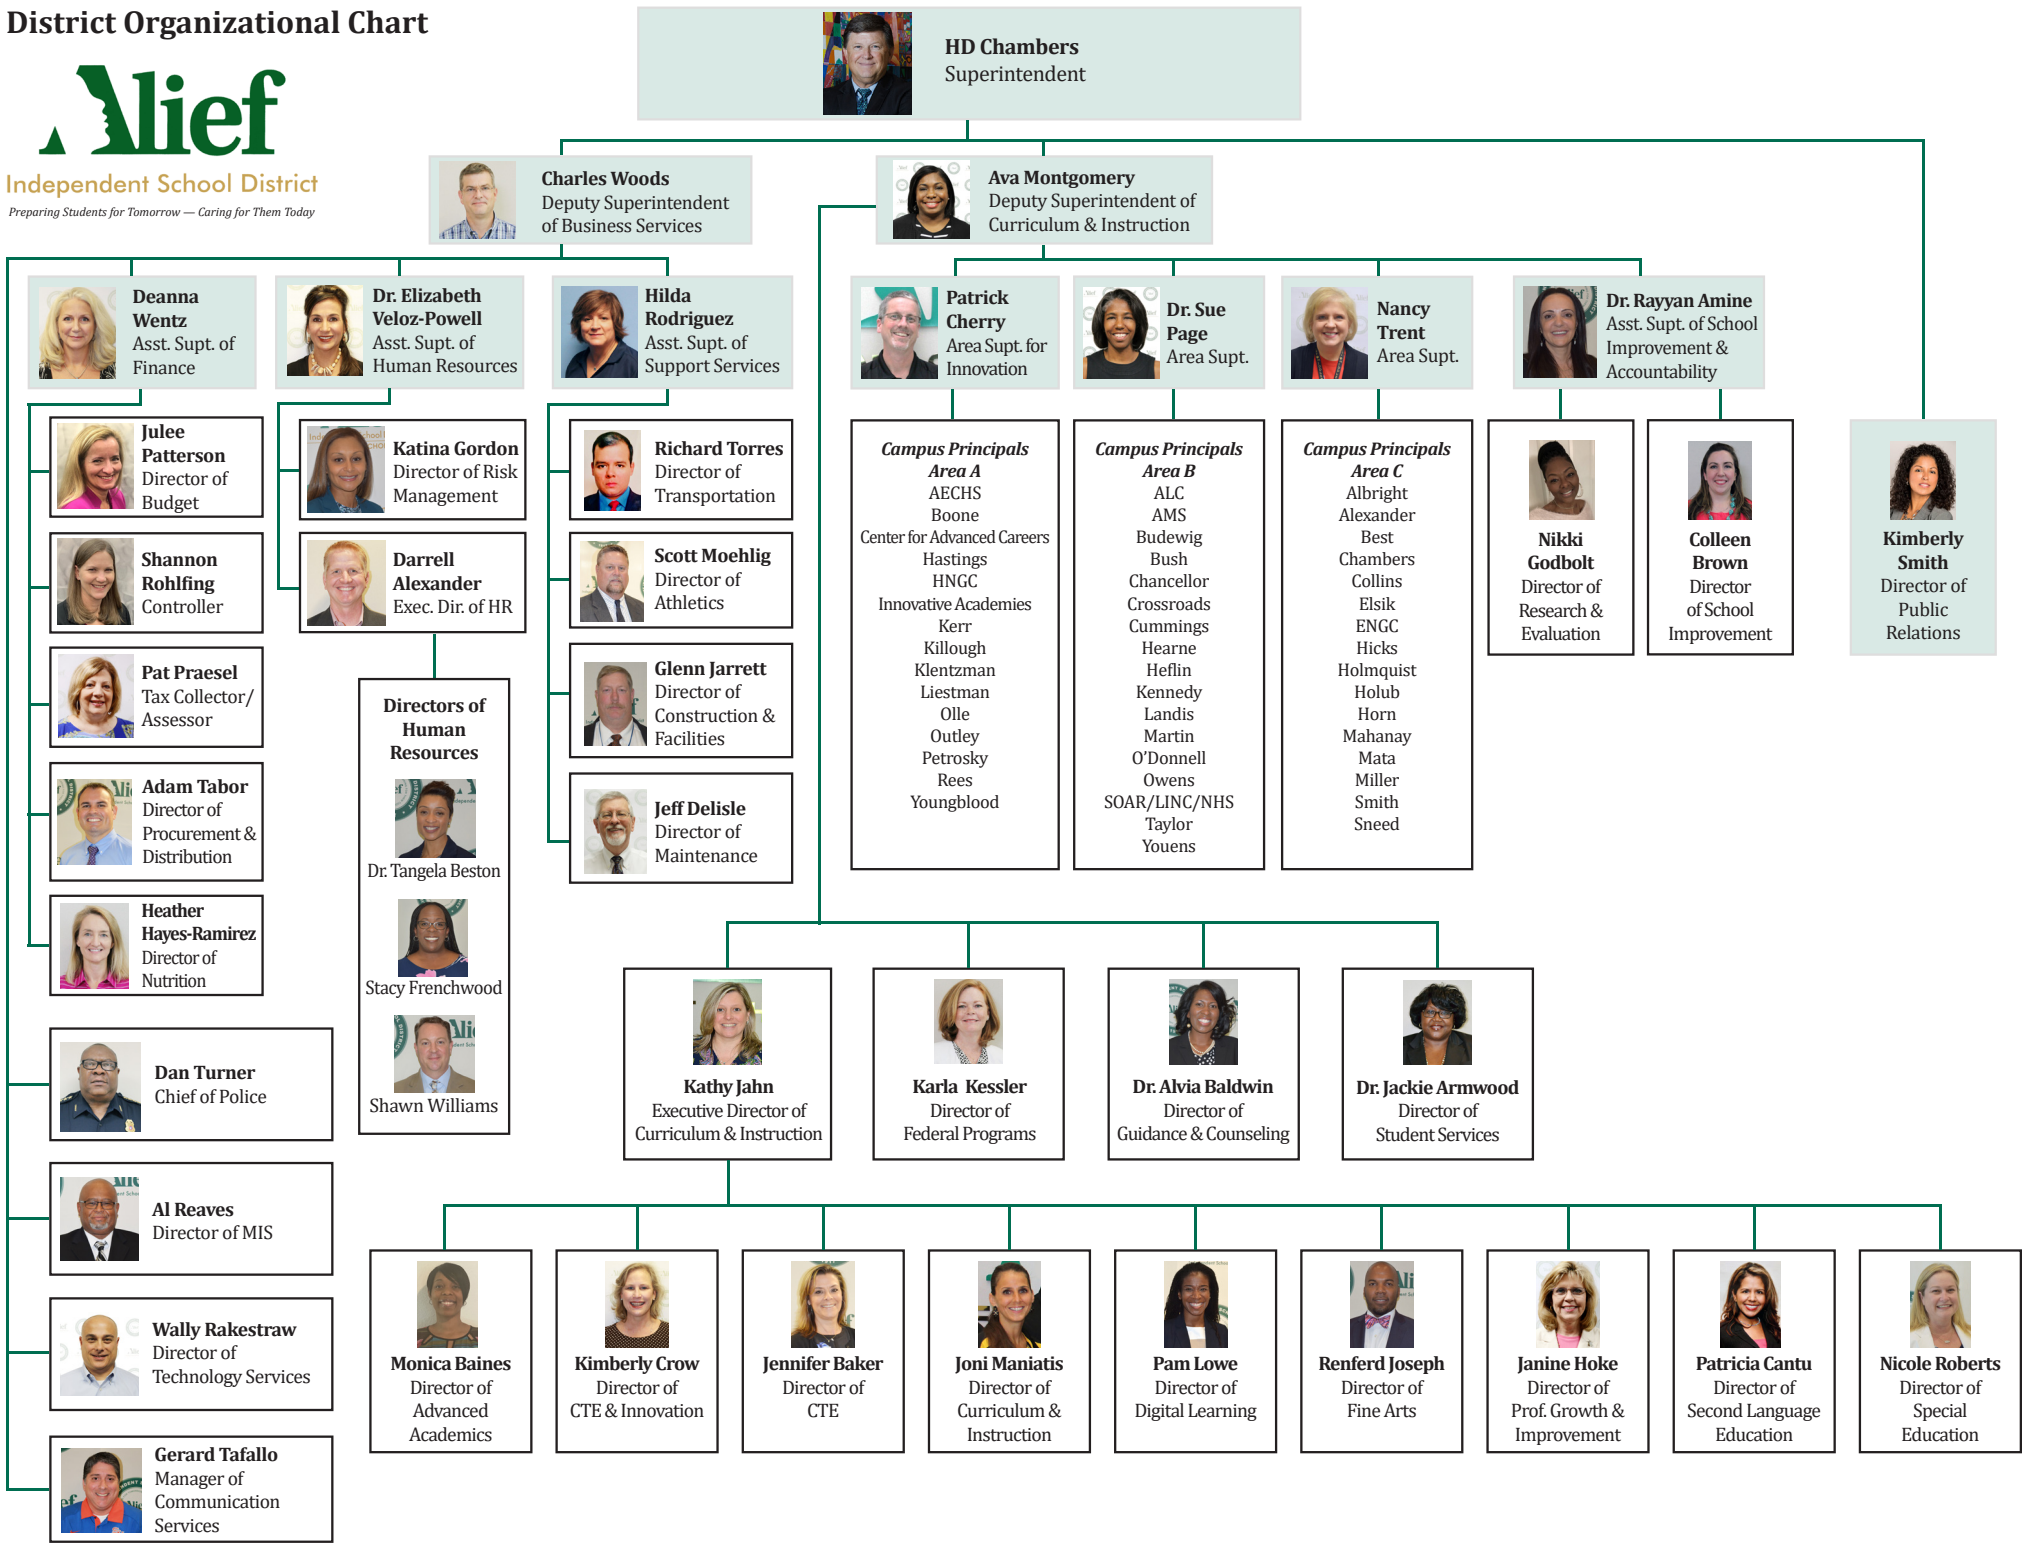 District Organizational Chart
Alief
Independent School District
Preparing Students for Tomorrow — Caring for Them Today
HD Chambers
Superintendent
Charles Woods
Deputy Superintendent
of Business Services
Ava Montgomery
Deputy Superintendent of
Curriculum & Instruction
Deanna
Wentz
Asst. Supt. of
Finance
Dr. Elizabeth
Veloz-Powell
Asst. Supt. of
Human Resources
Hilda
Rodriguez
Asst. Supt. of
Support Services
Patrick
Cherry
Area Supt. for
Innovation
Dr. Sue
Page
Area Supt.
Nancy
Trent
Area Supt.
Dr. Rayyan Amine
Asst. Supt. of School
Improvement &
Accountability
Julee
Patterson
Director of
Budget
Shannon
Rohlfing
Controller
Pat Praesel
Tax Collector/
Assessor
Adam Tabor
Director of
Procurement &
Distribution
Heather
Hayes-Ramirez
Director of
Nutrition
Katina Gordon
Director of Risk
Management
Darrell
Alexander
Exec. Dir. of HR
Directors of
Human
Resources
Dr. Tangela Beston
Stacy Frenchwood
Shawn Williams
Richard Torres
Director of
Transportation
Scott Moehlig
Director of
Athletics
Glenn Jarrett
Director of
Construction &
Facilities
Jeff Delisle
Director of
Maintenance
Campus Principals
Area A
AECHS
Boone
Center for Advanced Careers
Hastings
HNGC
Innovative Academies
Kerr
Killough
Klentzman
Liestman
Olle
Outley
Petrosky
Rees
Youngblood
Campus Principals
Area B
ALC
AMS
Budewig
Bush
Chancellor
Crossroads
Cummings
Hearne
Heflin
Kennedy
Landis
Martin
O'Donnell
Owens
SOAR/LINC/NHS
Taylor
Youens
Campus Principals
Area C
Albright
Alexander
Best
Chambers
Collins
Elsik
ENGC
Hicks
Holmquist
Holub
Horn
Mahanay
Mata
Miller
Smith
Sneed
Nikki
Godbolt
Director of
Research &
Evaluation
Colleen
Brown
Director
of School
Improvement
Kimberly
Smith
Director of
Public
Relations
Dan Turner
Chief of Police
Al Reaves
Director of MIS
Wally Rakestraw
Director of
Technology Services
Gerard Tafallo
Manager of
Communication
Services
Kathy Jahn
Executive Director of
Curriculum & Instruction
Karla Kessler
Director of
Federal Programs
Dr. Alvia Baldwin
Director of
Guidance & Counseling
Dr. Jackie Armwood
Director of
Student Services
Monica Baines
Director of
Advanced
Academics
Kimberly Crow
Director of
CTE & Innovation
Jennifer Baker
Director of
CTE
Joni Maniatis
Director of
Curriculum &
Instruction
Pam Lowe
Director of
Digital Learning
Renferd Joseph
Director of
Fine Arts
Janine Hoke
Director of
Prof. Growth &
Improvement
Patricia Cantu
Director of
Second Language
Education
Nicole Roberts
Director of
Special
Education